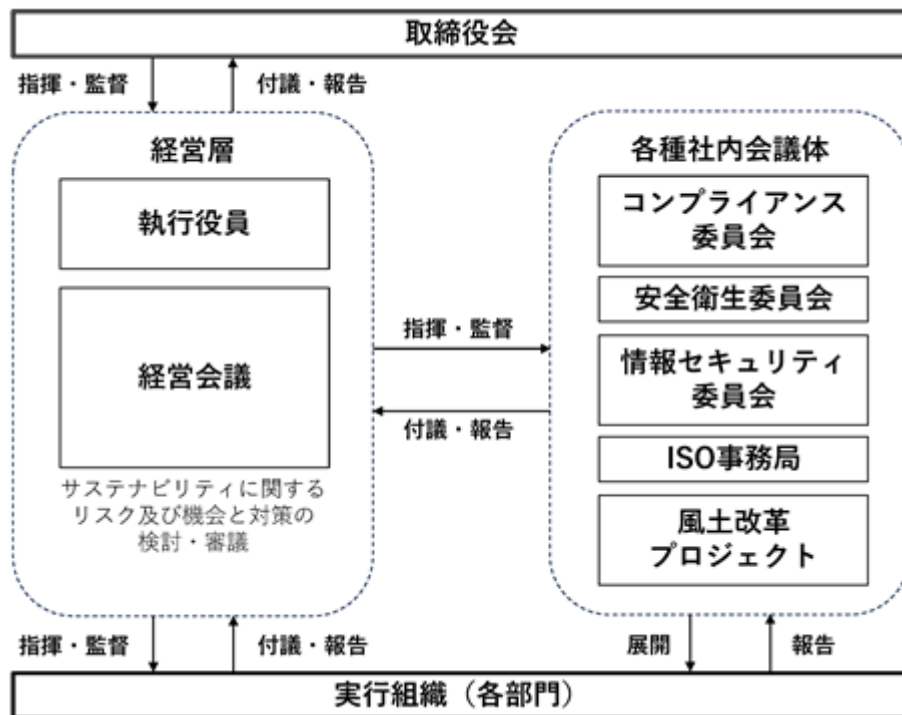 取締役会
指揮・監督
付議・報告
経営層
執行役員
経営会議
サステナビリティに関する
リスク及び機会と対策の
検討・審議
指揮・監督
付議・報告
各種社内会議体
コンプライアンス
委員会
安全衛生委員会
情報セキュリティ
委員会
ISO事務局
風土改革
プロジェクト
指揮・監督
付議・報告
展開
報告
実行組織（各部門）